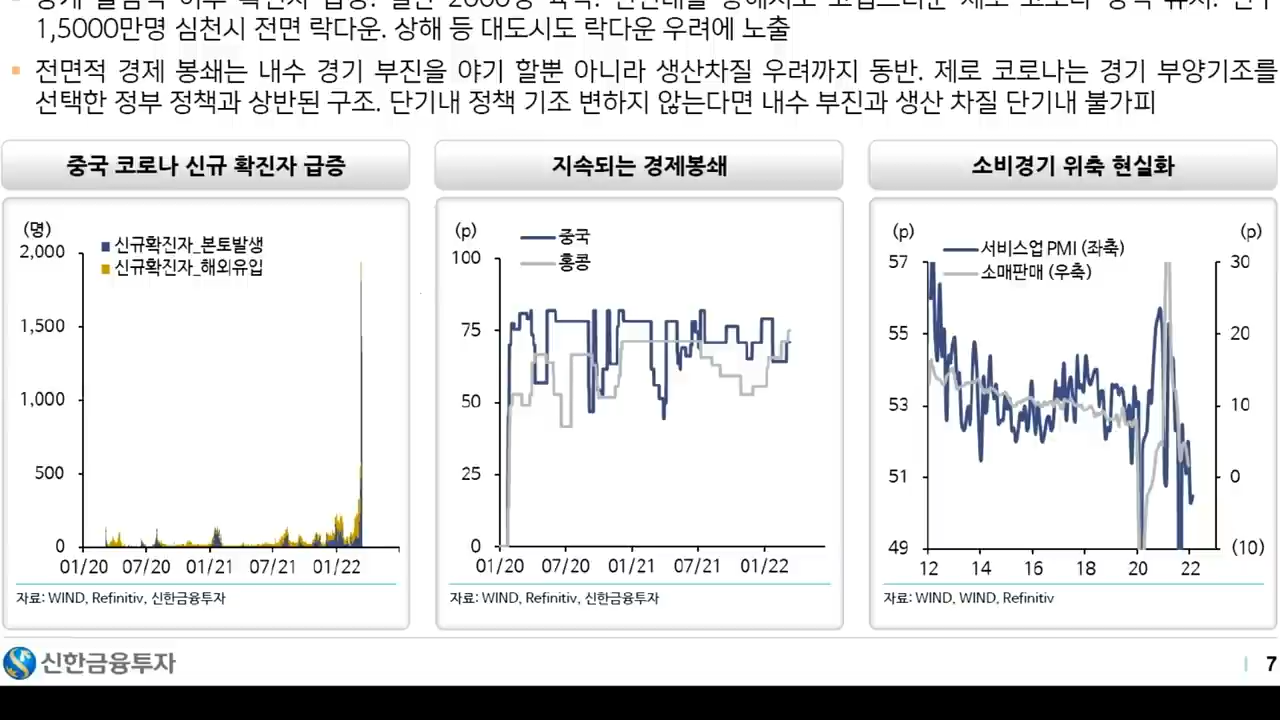 1,5000만명 심천시 전면 락다운. 상해 등 대도시도 락다운 우려에 노출
전면적 경제 봉쇄는 내수 경기 부진을 야기 할뿐 아니라 생산차질 우려까지 동반. 제로 코로나는 경기 부양기조를
선택한 정부 정책과 상반된 구조. 단기내 정책 기조 변하지 않는다면 내수 부진과 생산 차질 단기내 불가피
중국 코로나 신규 확진자 급증
(명)
신규확진자_본토발생
신규확진자_해외유입
2,000
1,500
1,000
500
0
01/20 07/20 01/21 07/21 01/22
자료: WIND, Refinitiv, 신한금융투자
지속되는 경제봉쇄
(p)
중국
홍콩
100
75
50
25
0
01/20 07/20 01/21 07/21 01/22
자료: WIND, Refinitiv, 신한금융투자
소비경기 위축 현실화
(p) (p)
서비스업 PMI (좌축)
소매판매 (우축)
57 30
55 20
53 10
51 0
49 (10)
12 14 16 18 20 22
자료: WIND, WIND, Refinitiv
신한금융투자
7